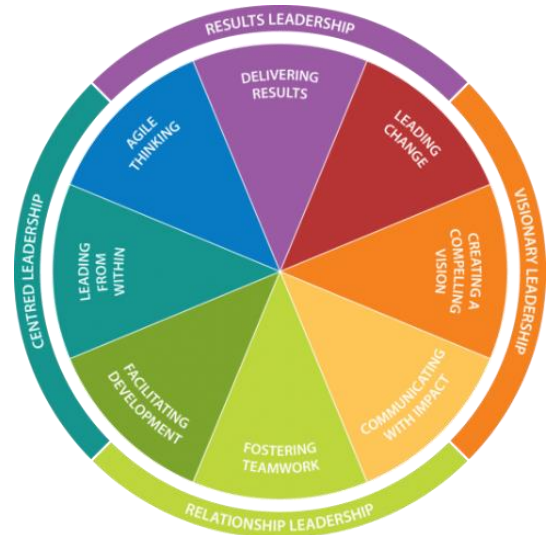 RESULTS LEADERSHIP
DELIVERING
RESULTS
LEADING
CHANGE
VISIONARY LEADERSHIP
CREATING A
COMPELLING
VISION
COMMUNICATING
WITH IMPACT
RELATIONSHIP LEADERSHIP
FOSTERING
TEAMWORK
FACILITATING
DEVELOPMENT
CENTRED LEADERSHIP
LEADING
FROM
WITHIN
AGILE
THINKING